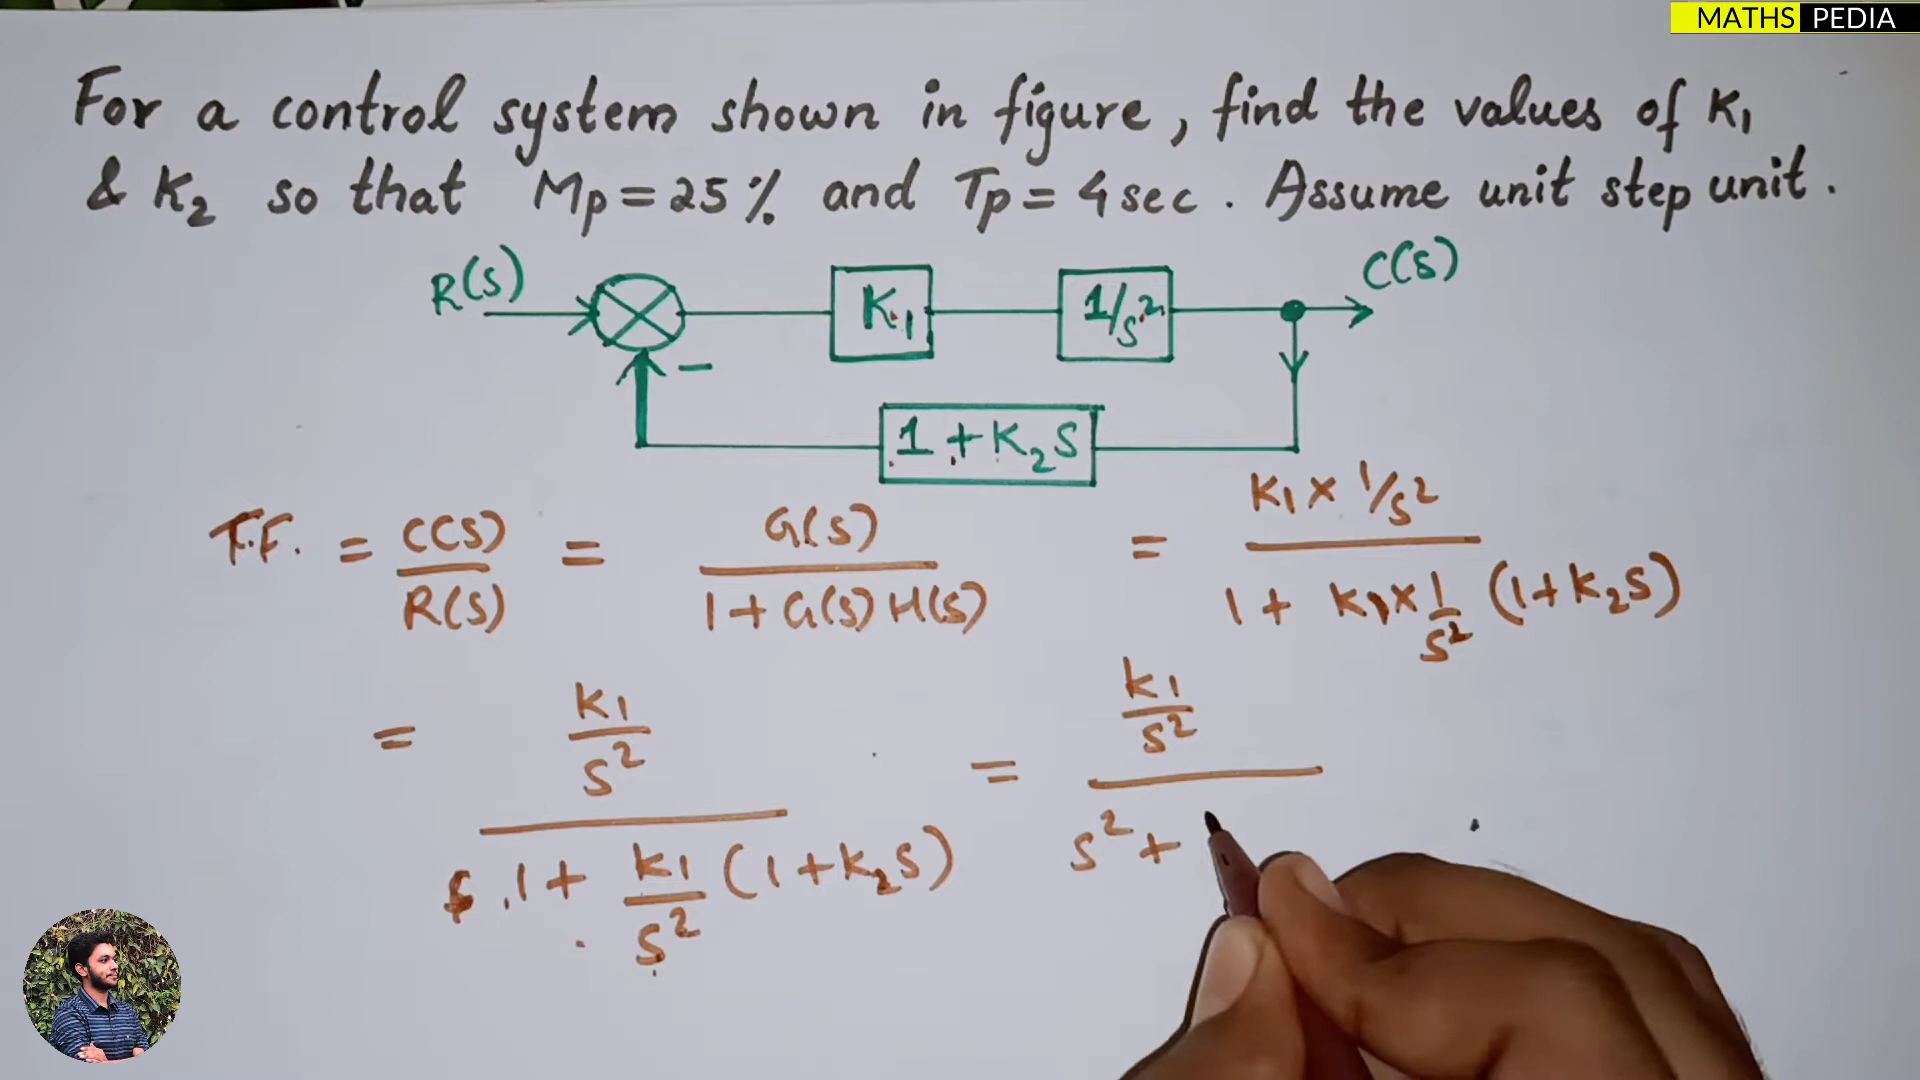 MATHS PEDIA
For a control system shown in figure, find the values of K₁
& K₂ so that Mp = 25% and Tp = 4 sec. Assume unit step unit.
R(S) K₁ 1/s² C(S)
−
1 + K₂S
T.F. = C(S)/R(S) = G(S)/(1 + G(S) H(S)) = (K₁ × 1/s²)/(1 + K₁ × 1/s² (1 + K₂S))
= (K₁/s²)/(1 + K₁/s² (1 + K₂S)) = (K₁/s²)/(s² +